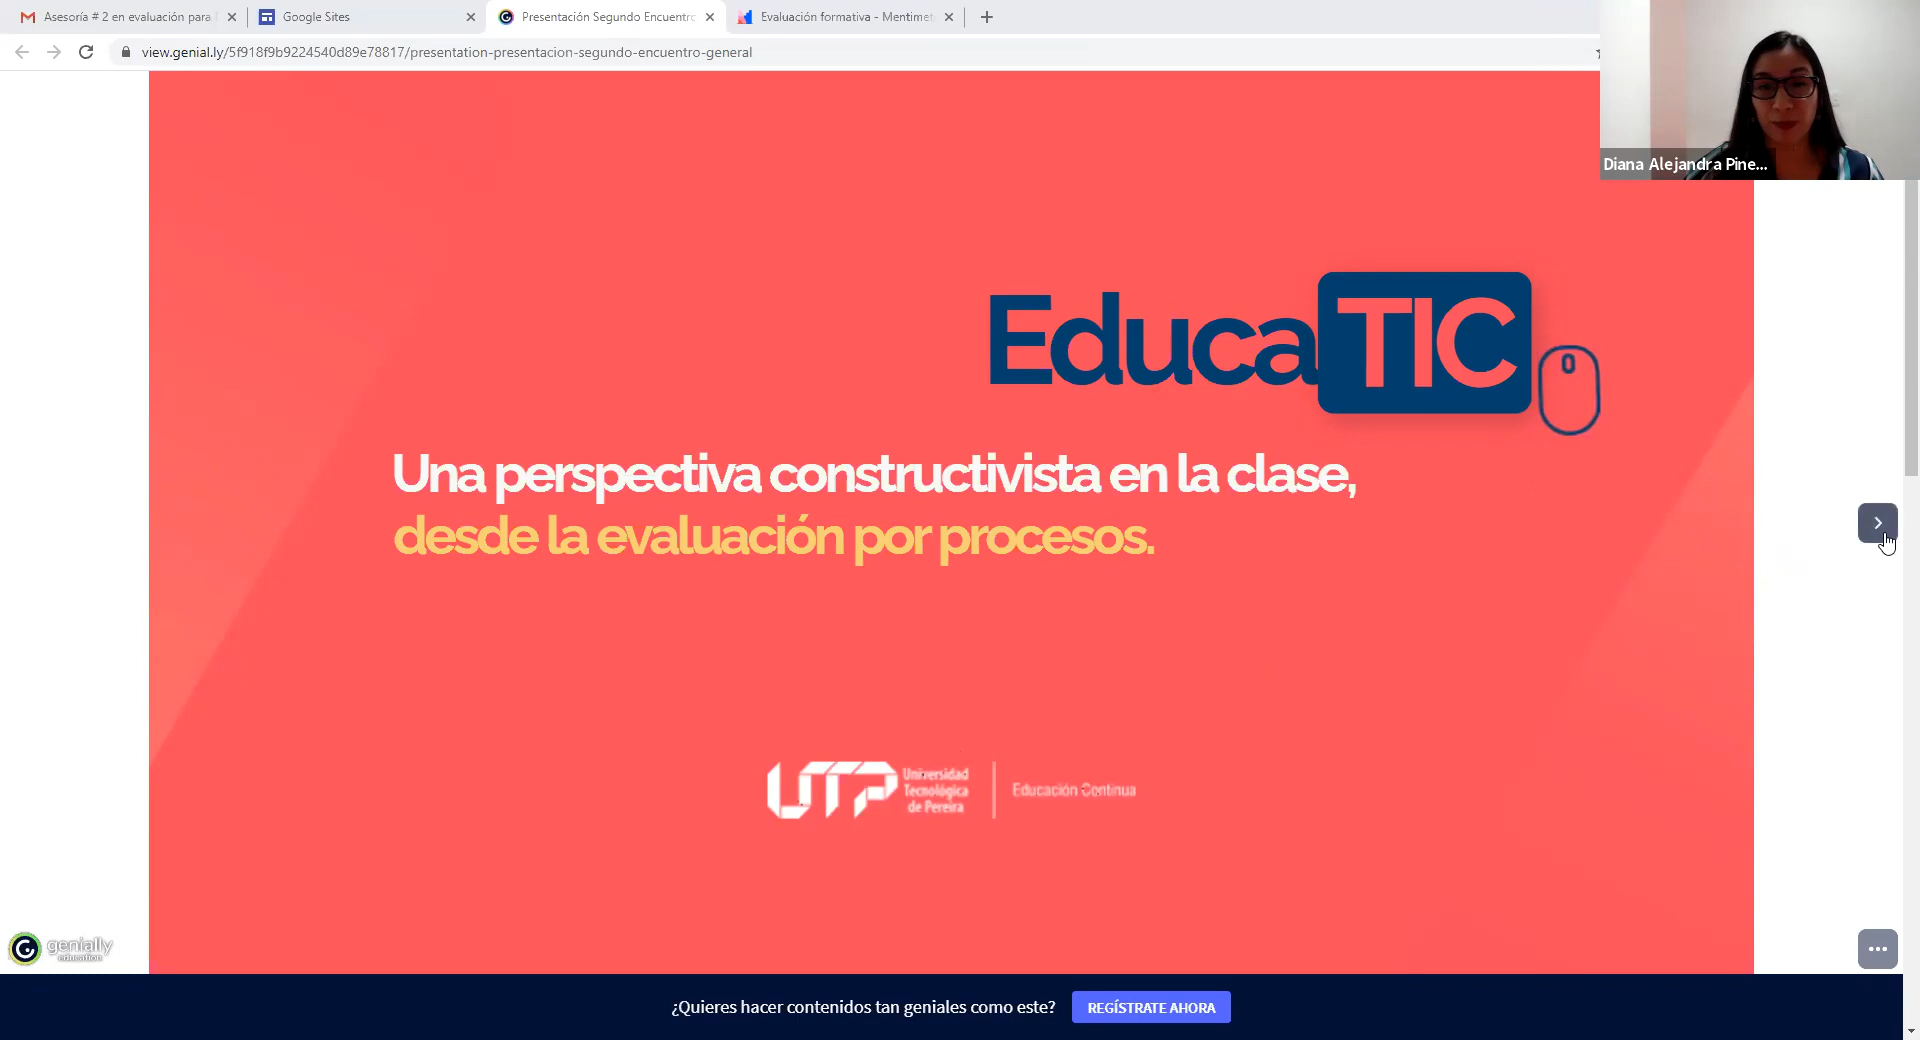 Asesoría # 2 en evaluación para
Google Sites
Presentación Segundo Encuentro
Evaluación formativa - Mentimet
view.genial.ly/5f918f9b9224540d89e78817/presentation-presentacion-segundo-encuentro-general
Diana Alejandra Pine...
EducaTIC
Una perspectiva constructivista en la clase,
desde la evaluación por procesos.
UTP
Universidad
Tecnológica
de Pereira
Educación Continua
genially
education
¿Quieres hacer contenidos tan geniales como este?
REGÍSTRATE AHORA